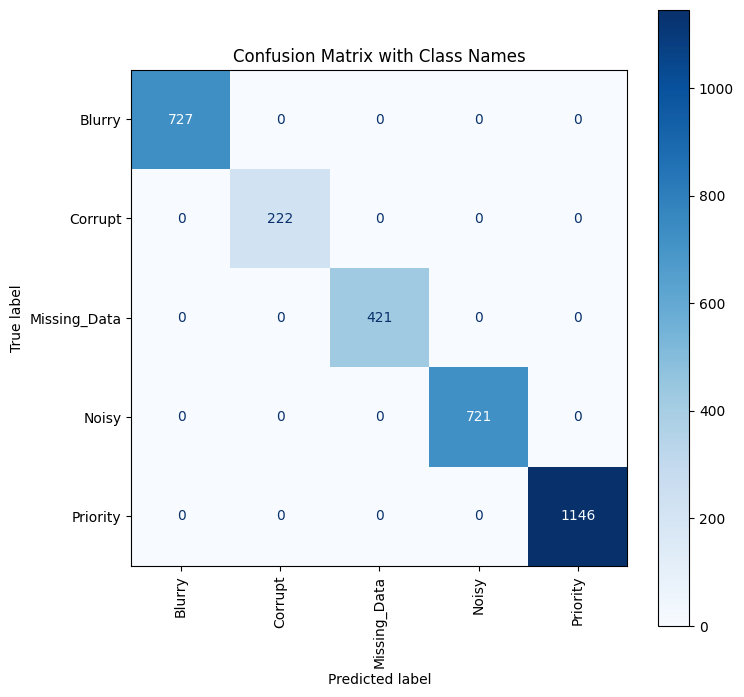 Confusion Matrix with Class Names
True label
Blurry 727 0 0 0 0
Corrupt 0 222 0 0 0
Missing_Data 0 0 421 0 0
Noisy 0 0 0 721 0
Priority 0 0 0 0 1146
Blurry Corrupt Missing_Data Noisy Priority
Predicted label
1000
800
600
400
200
0